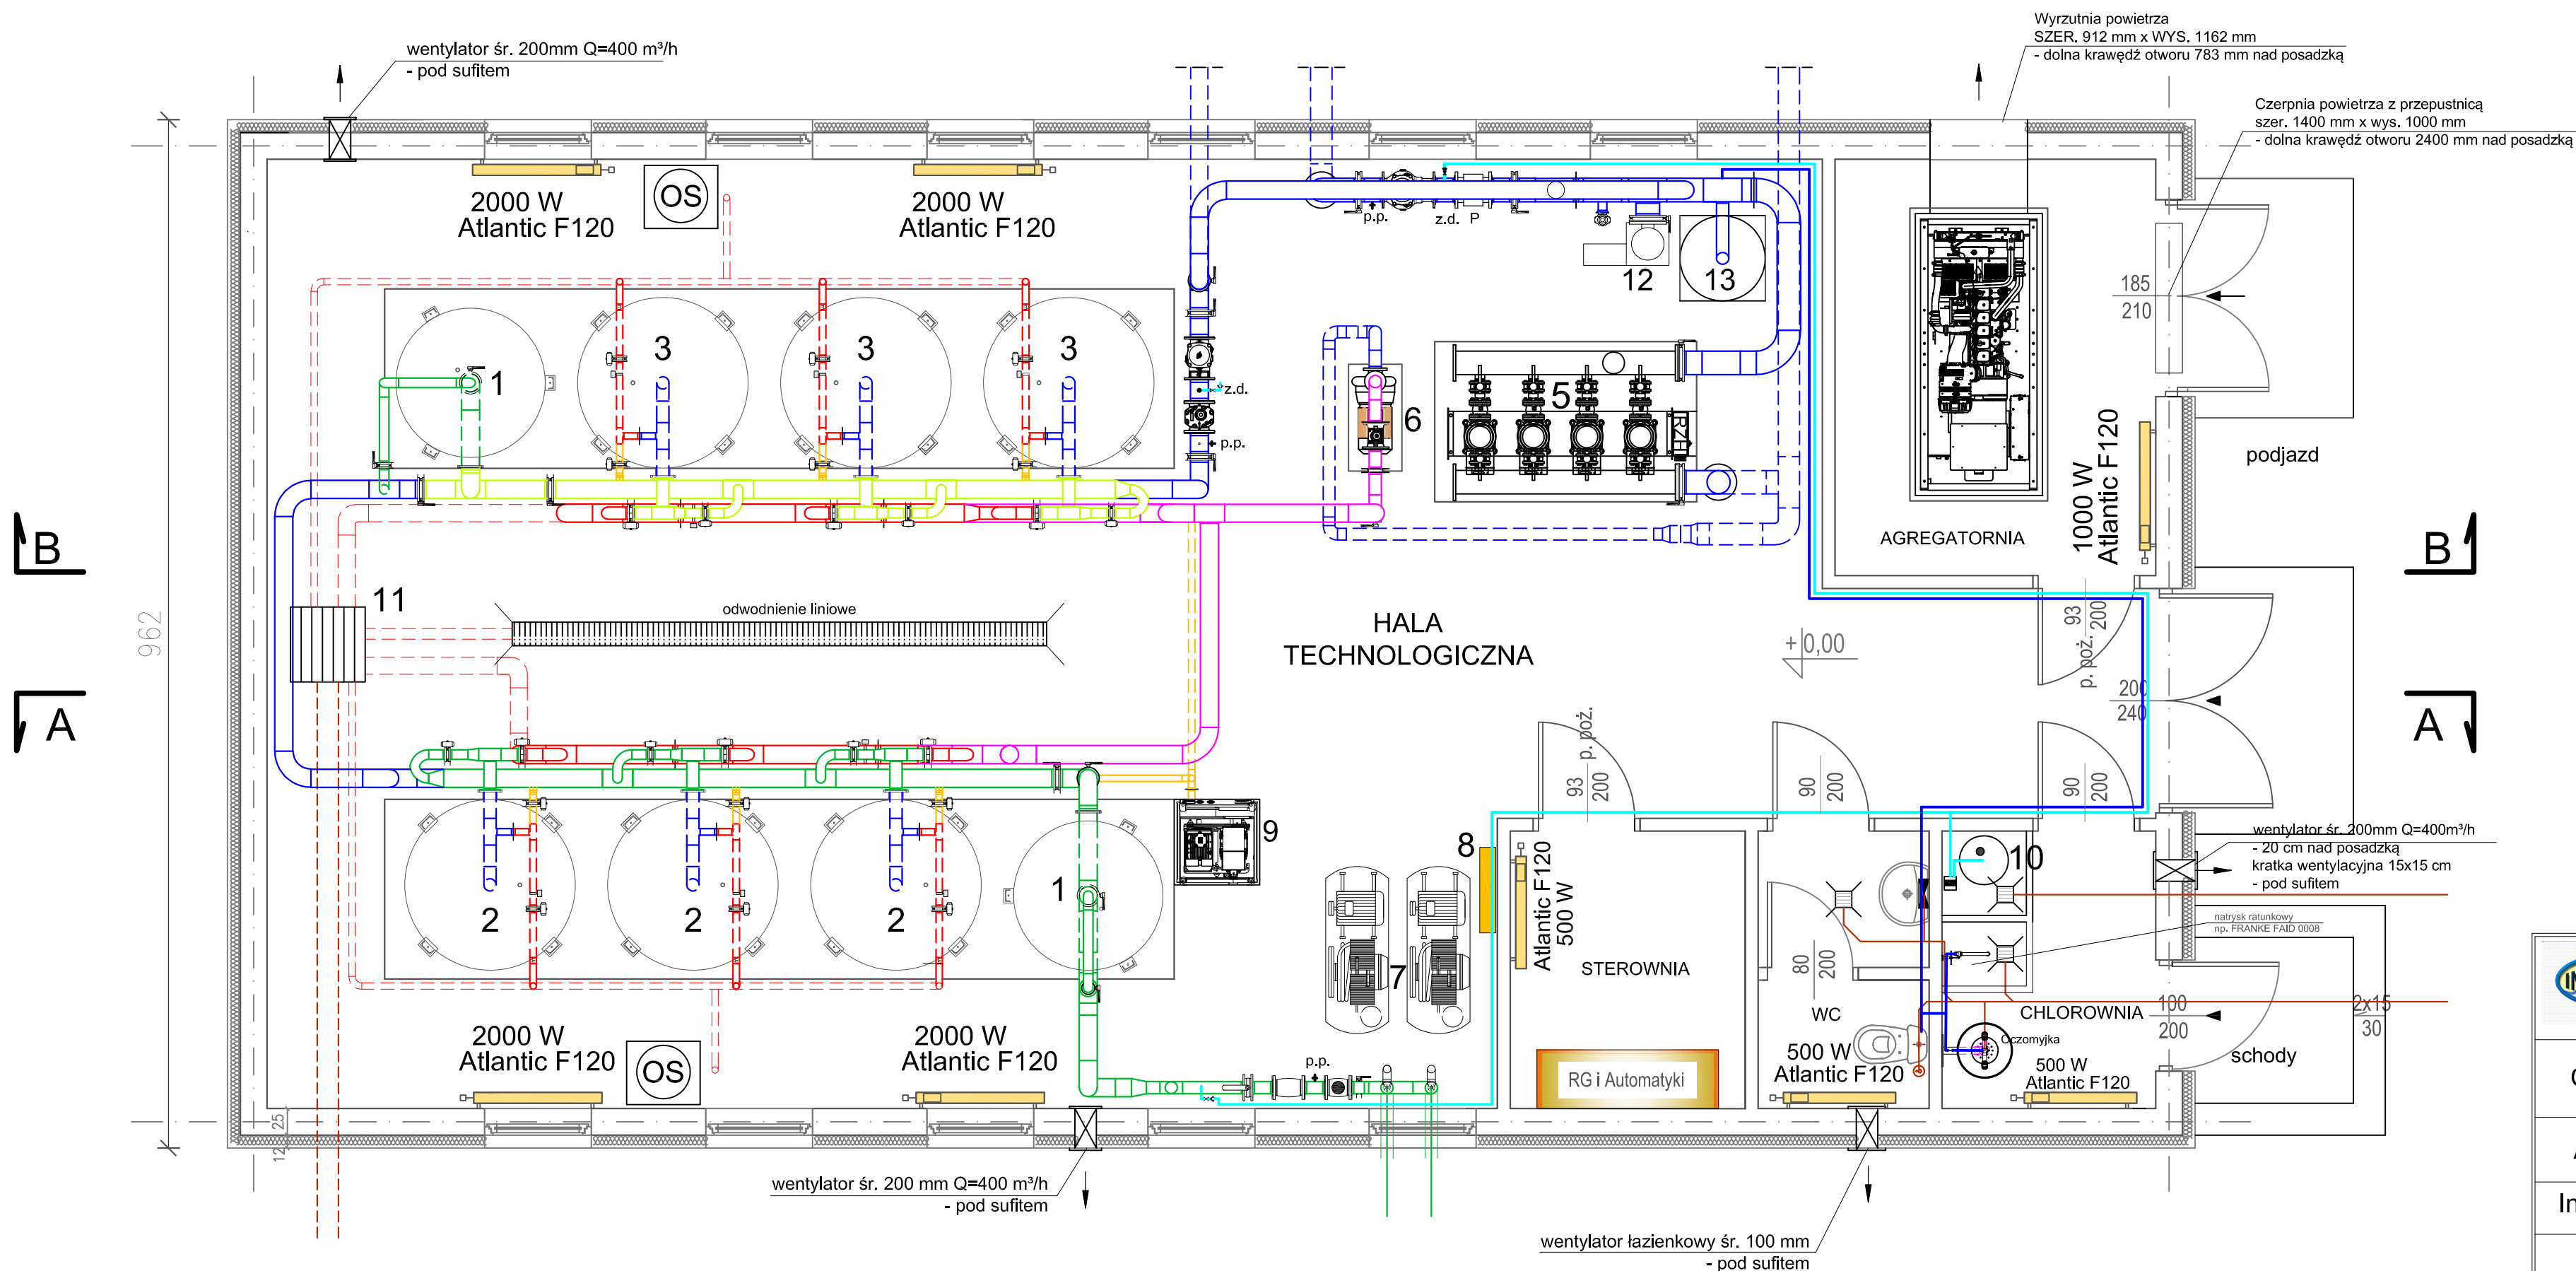 Wyrzutnia powietrza
SZER. 912 mm x WYS. 1162 mm
- dolna krawędź otworu 783 mm nad posadzką
wentylator śr. 200mm Q=400 m³/h
- pod sufitem
Czerpnia powietrza z przepustnicą
szer. 1400 mm x wys. 1000 mm
- dolna krawędź otworu 2400 mm nad posadzką
2000 W
Atlantic F120
OS
2000 W
Atlantic F120
p.p.
z.d.
P
12
13
185
210
1
3
3
3
z.d.
p.p.
6
5
RZH
1000 W
Atlantic F120
podjazd
AGREGATORNIA
B
B
962
11
odwodnienie liniowe
HALA
TECHNOLOGICZNA
+0,00
93
200
p. poż.
200
240
A
A
93
200
p. poż.
90
200
90
200
2
2
2
1
9
8
7
Atlantic F120
500 W
STEROWNIA
10
wentylator śr. 200mm Q=400m³/h
- 20 cm nad posadzką
kratka wentylacyjna 15x15 cm
- pod sufitem
natrysk ratunkowy
np. FRANKE FAID 0008
80
200
WC
CHLOROWNIA
100
200
2x15
30
schody
Oczomyjka
2000 W
Atlantic F120
OS
2000 W
Atlantic F120
p.p.
RG i Automatyki
500 W
Atlantic F120
500 W
Atlantic F120
25
12
wentylator śr. 200 mm Q=400 m³/h
- pod sufitem
wentylator łazienkowy śr. 100 mm
- pod sufitem